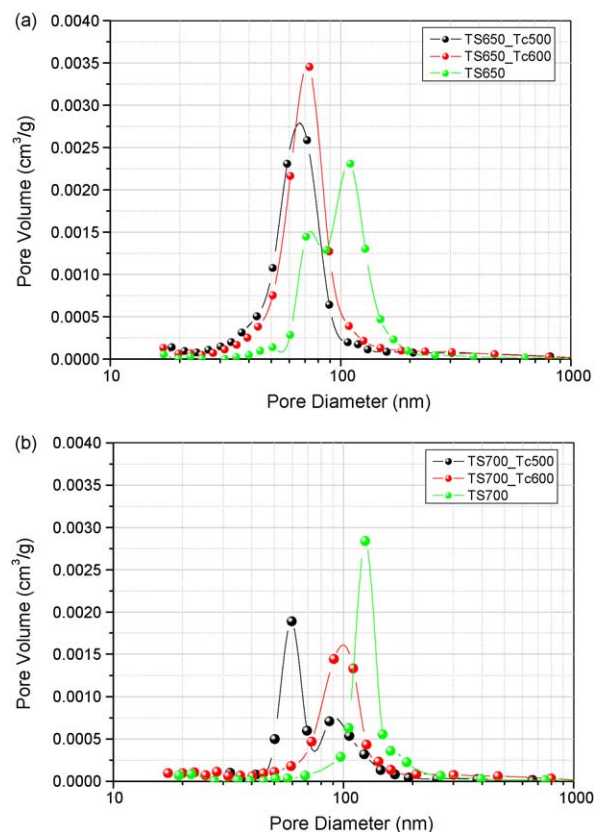 (a)
0.0040
0.0035
0.0030
0.0025
0.0020
0.0015
0.0010
0.0005
0.0000
Pore Volume (cm³/g)
TS650_Tc500
TS650_Tc600
TS650
10
100
1000
Pore Diameter (nm)
(b)
0.0040
0.0035
0.0030
0.0025
0.0020
0.0015
0.0010
0.0005
0.0000
Pore Volume (cm³/g)
TS700_Tc500
TS700_Tc600
TS700
10
100
1000
Pore Diameter (nm)